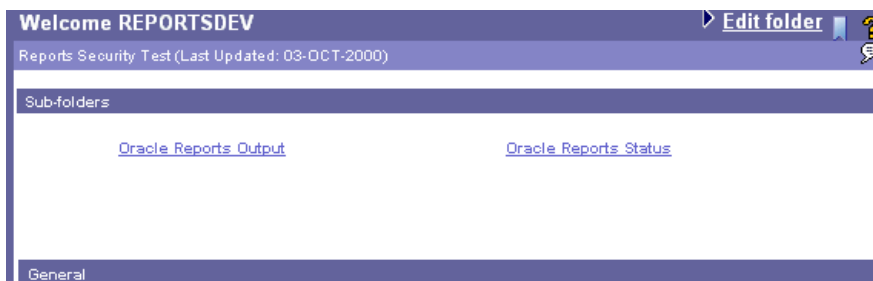 Welcome REPORTSDEV
Edit folder
Reports Security Test (Last Updated: 03-OCT-2000)
Sub-folders
Oracle Reports Output
Oracle Reports Status
General